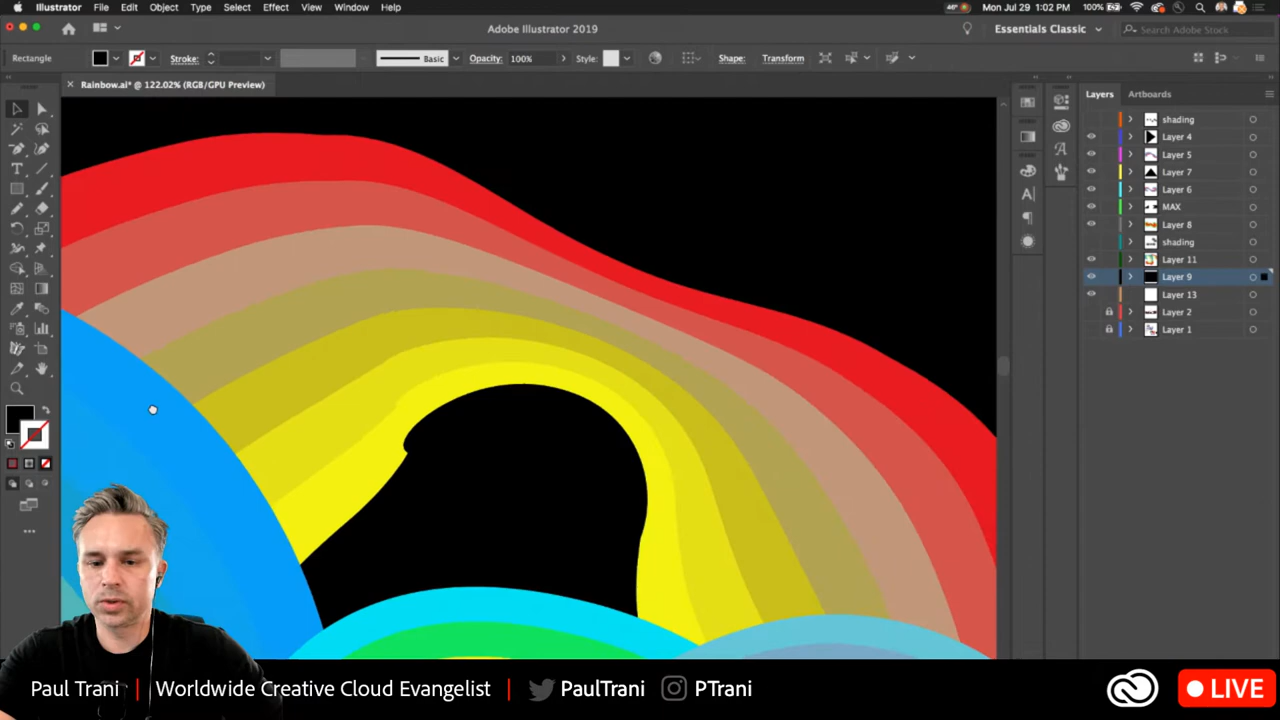 Illustrator File Edit Object Type Select Effect View Window Help
Mon Jul 29 1:02 PM 100%
Adobe Illustrator 2019
Essentials Classic
Search Adobe Stock
Rectangle
Stroke:
Basic
Opacity: 100%
Style:
Shape:
Transform
Rainbow.ai* @ 122.02% (RGB/GPU Preview)
Layers
Artboards
shading
Layer 4
Layer 5
Layer 7
Layer 6
MAX
Layer 8
shading
Layer 11
Layer 9
Layer 13
Layer 2
Layer 1
Paul Trani | Worldwide Creative Cloud Evangelist | PaulTrani PTrani
LIVE